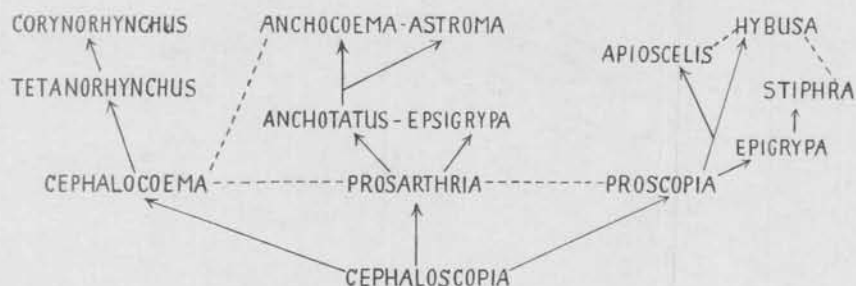 CORYNORHYNCHUS ANCHOCOEMA-ASTROMA HYBUSA
APIOSCELIS
TETANORHYNCHUS STIPHRA
ANCHOTATUS-EPSIGRYPA
EPIGRYPA
CEPHALOCOEMA PROSARTHRIA PROSCOPIA
CEPHALOSCOPIA